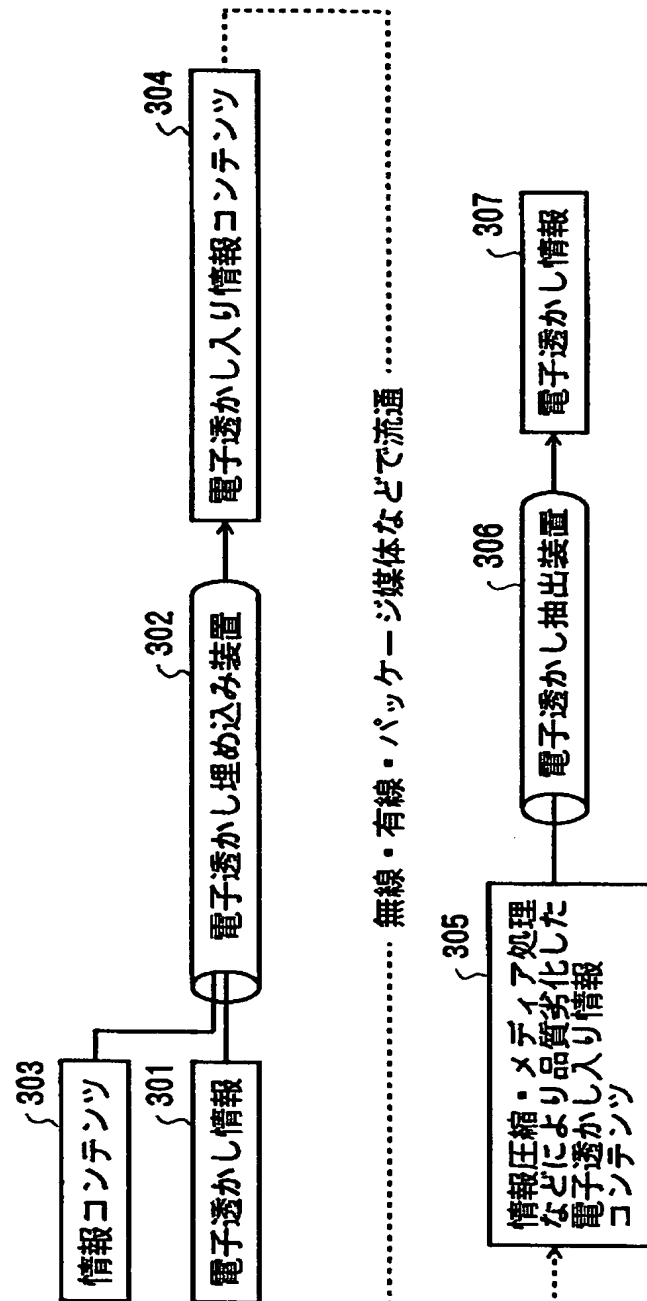 303
情報コンテンツ
301
電子透かし情報
302
電子透かし埋め込み装置
304
電子透かし入り情報コンテンツ
無線・有線・パッケージ媒体などで流通
305
情報圧縮・メディア処理
などにより品質劣化した
電子透かし入り情報
コンテンツ
306
電子透かし抽出装置
307
電子透かし情報